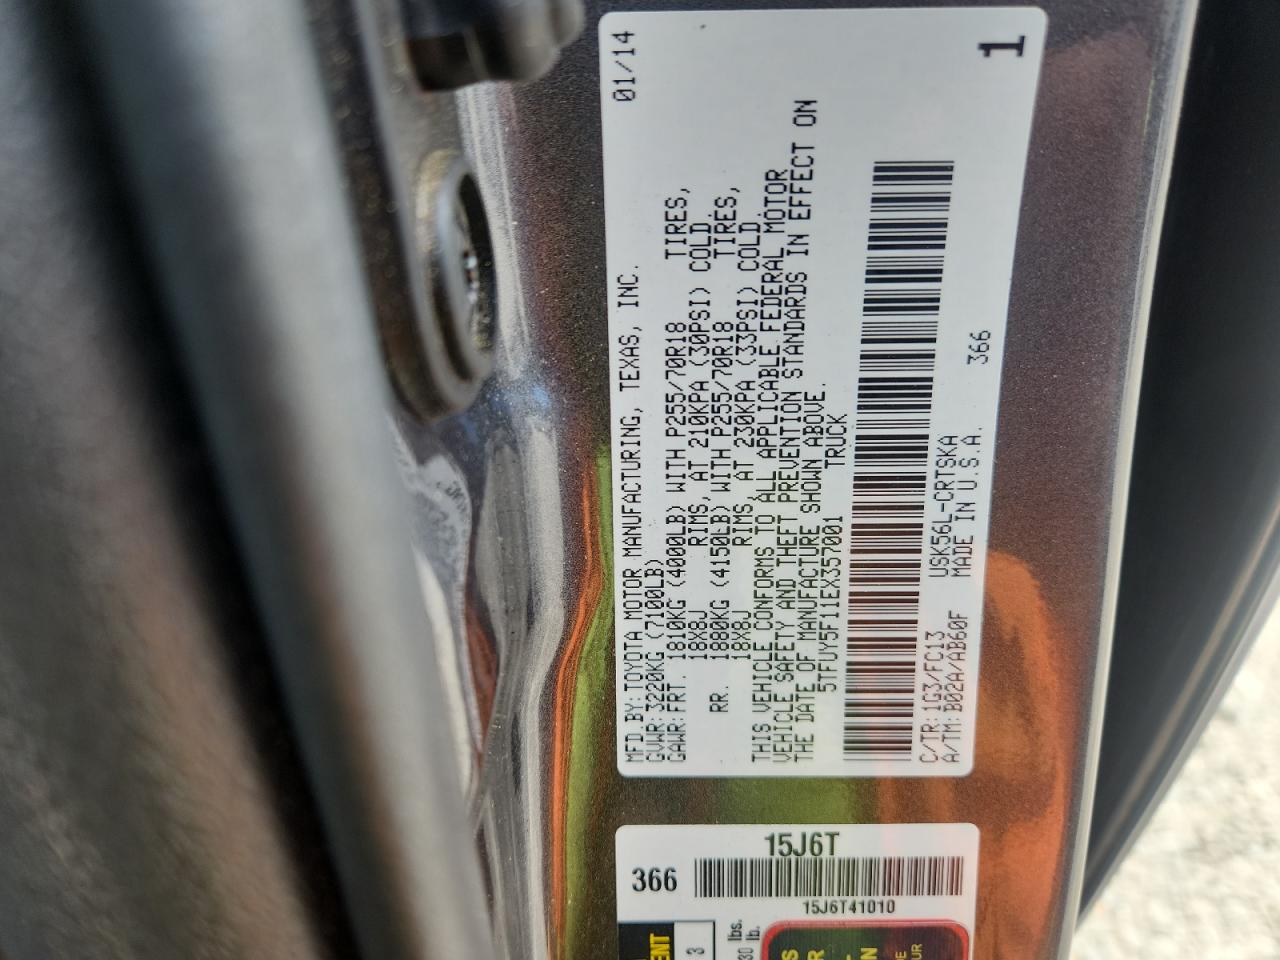 01/14
1
MFD.BY:TOYOTA MOTOR MANUFACTURING, TEXAS, INC.
GVWR:3220KG (7100LB)
GAWR:FRT. 1810KG (4000LB) WITH P255/70R18 TIRES,
18X8J RIMS, AT 210KPA (30PSI) COLD.
RR. 1880KG (4150LB) WITH P255/70R18 TIRES,
18X8J RIMS, AT 230KPA (33PSI) COLD.
THIS VEHICLE CONFORMS TO ALL APPLICABLE FEDERAL MOTOR
VEHICLE SAFETY AND THEFT PREVENTION STANDARDS IN EFFECT ON
THE DATE OF MANUFACTURE SHOWN ABOVE.
5TFUY5F11EX357001 TRUCK
C/TR:1G3/FC13 USK56L-CRTSKA 366
A/TM:B02A/AB60F MADE IN U.S.A.
15J6T
366
15J6T41010
3
lbs.